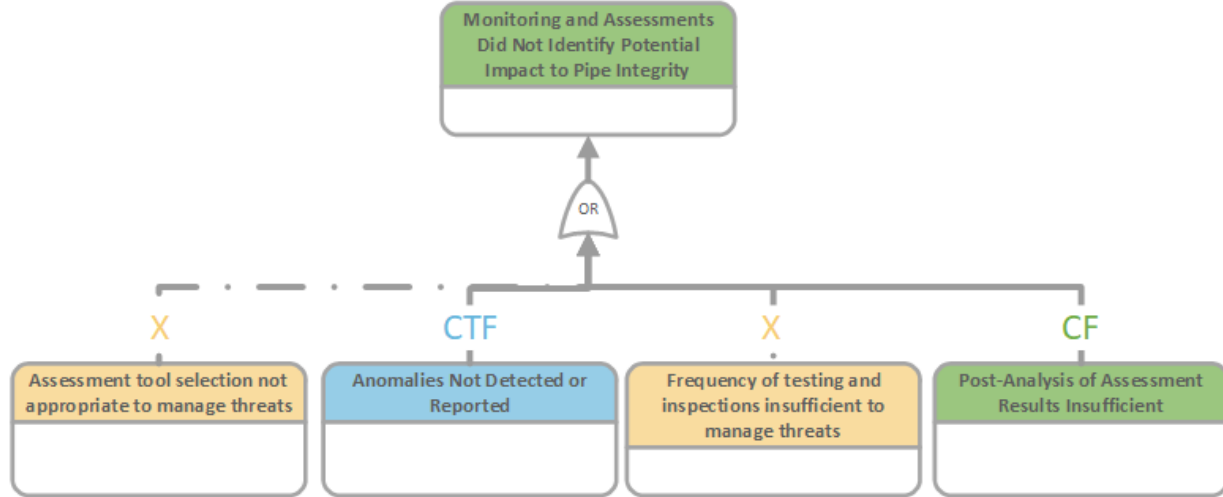 Monitoring and Assessments
Did Not Identify Potential
Impact to Pipe Integrity
OR
X
CTF
X
CF
Assessment tool selection not
appropriate to manage threats
Anomalies Not Detected or
Reported
Frequency of testing and
inspections insufficient to
manage threats
Post-Analysis of Assessment
Results Insufficient